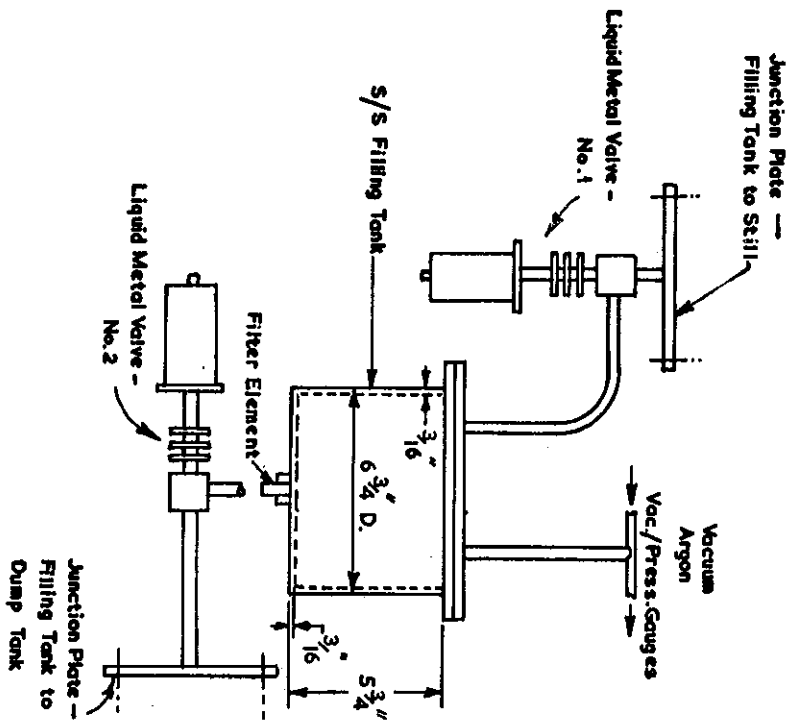 Junction Plate →
Filling Tank to Still
Liquid Metal Valve -
No. 1
S/S Filling Tank
Vacuum
Argon
Vac./Press. Gauges
3/16"
6 3/4" D.
3/16"
5 3/4"
Filter Element
Liquid Metal Valve -
No. 2
Junction Plate →
Filling Tank to
Dump Tank